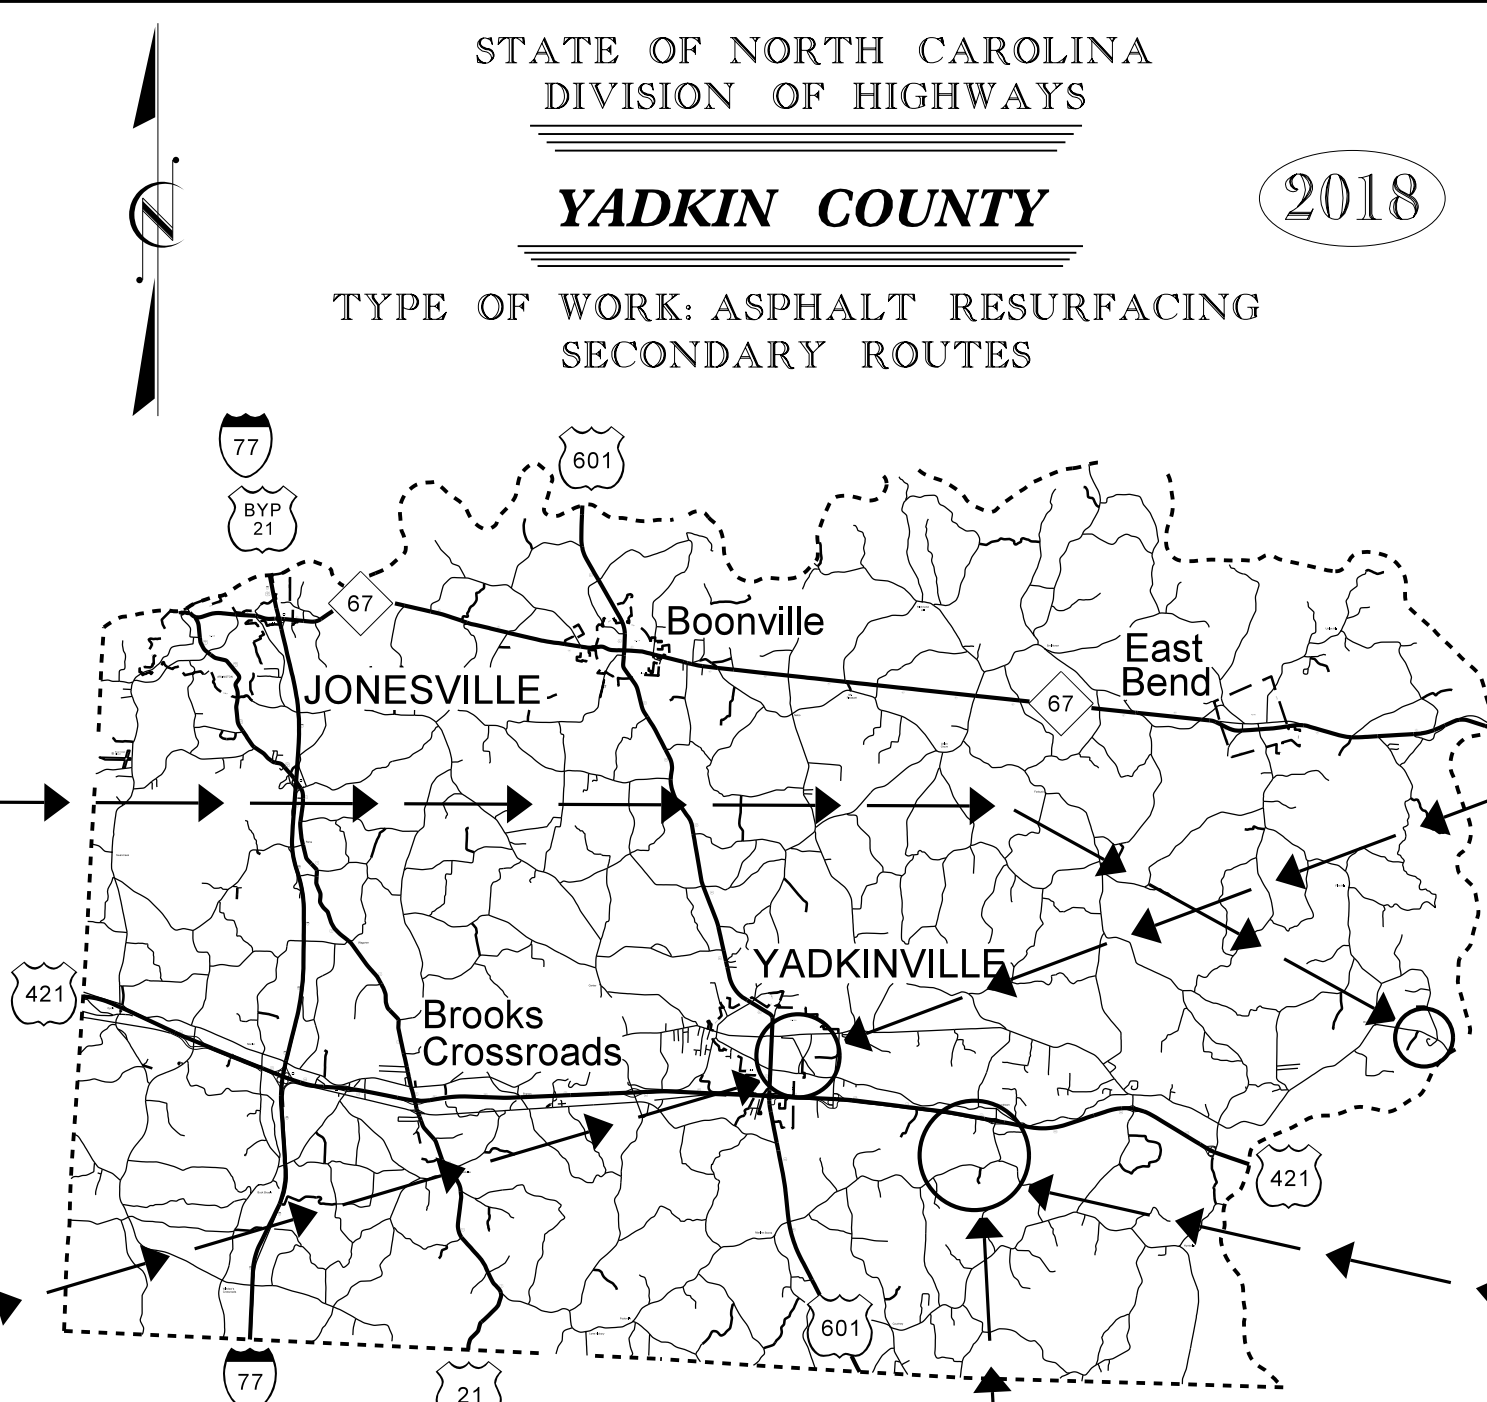 STATE OF NORTH CAROLINA
DIVISION OF HIGHWAYS
YADKIN COUNTY
2018
TYPE OF WORK: ASPHALT RESURFACING
SECONDARY ROUTES
N
77
601
BYP
21
67
Boonville
East
Bend
JONESVILLE
67
YADKINVILLE
421
Brooks
Crossroads
421
601
77
21